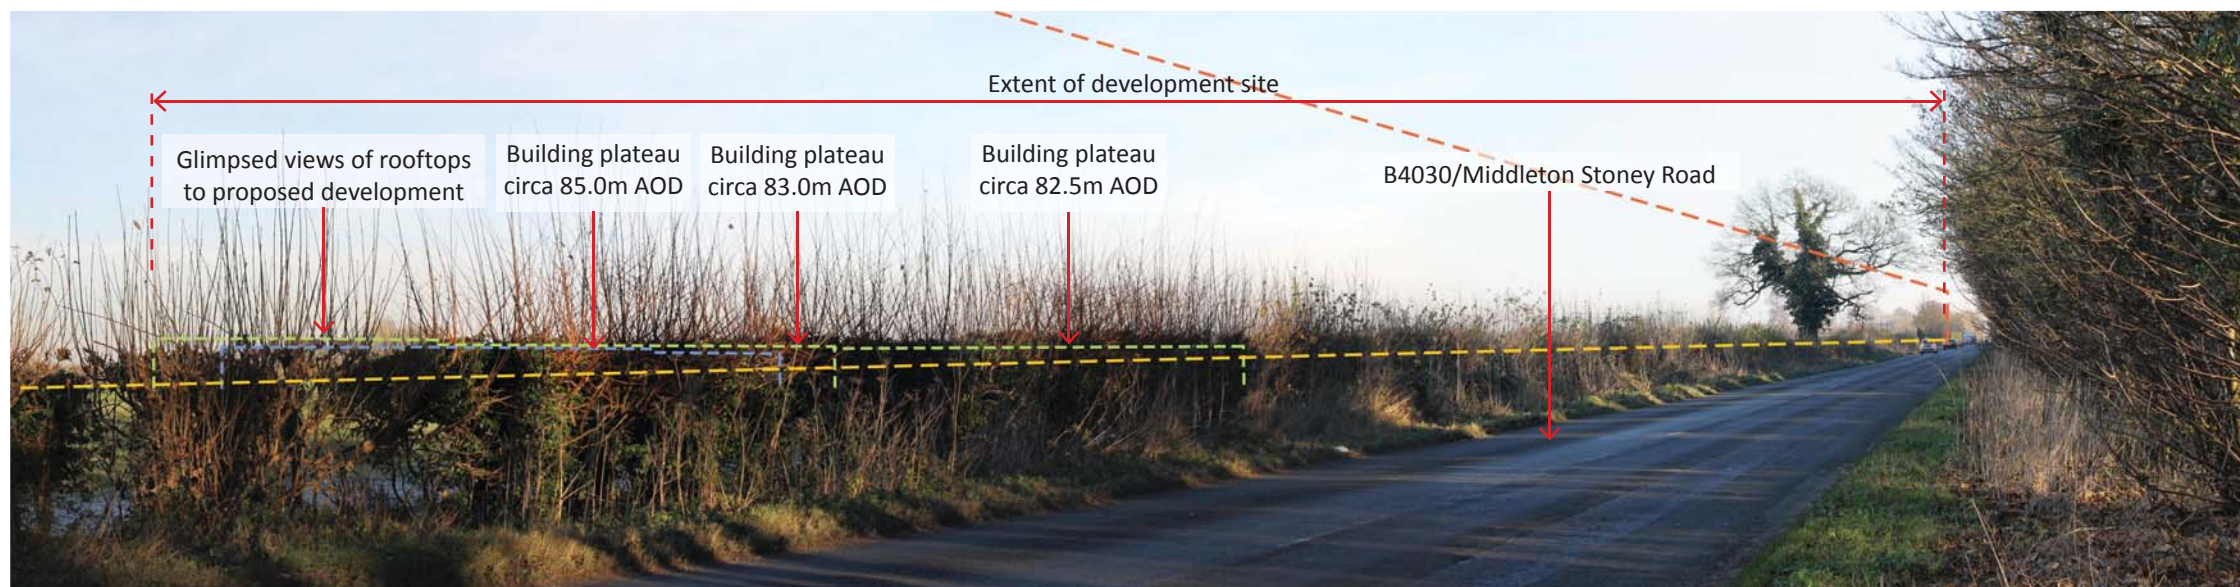 Extent of development site
Glimpsed views of rooftops
to proposed development
Building plateau
circa 85.0m AOD
Building plateau
circa 83.0m AOD
Building plateau
circa 82.5m AOD
B4030/Middleton Stoney Road